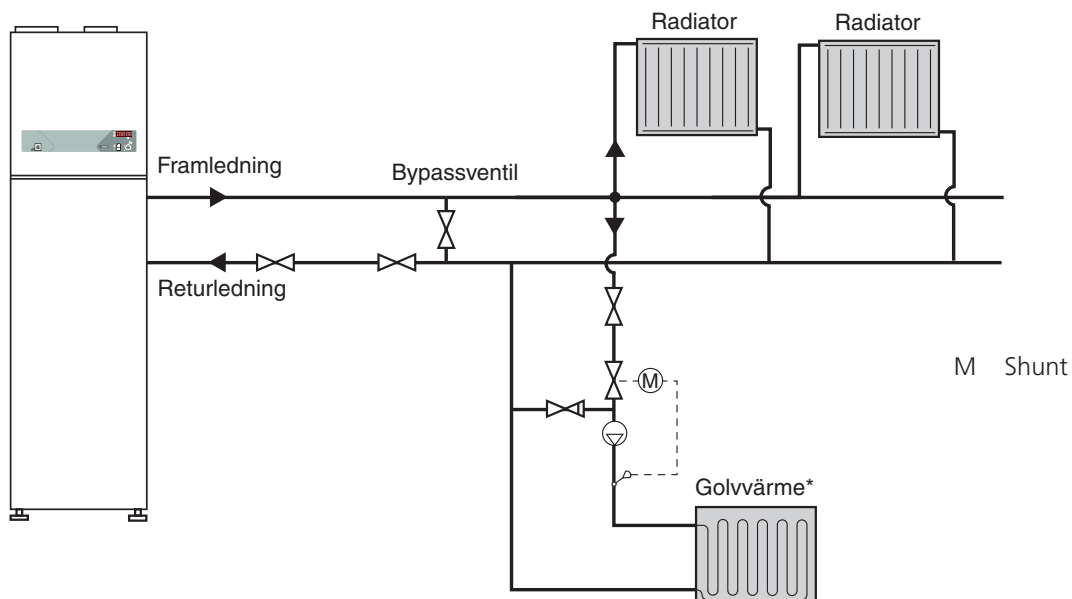 Radiator
Radiator
Framledning
Bypassventil
Returledning
M Shunt
M
Golvvärme*